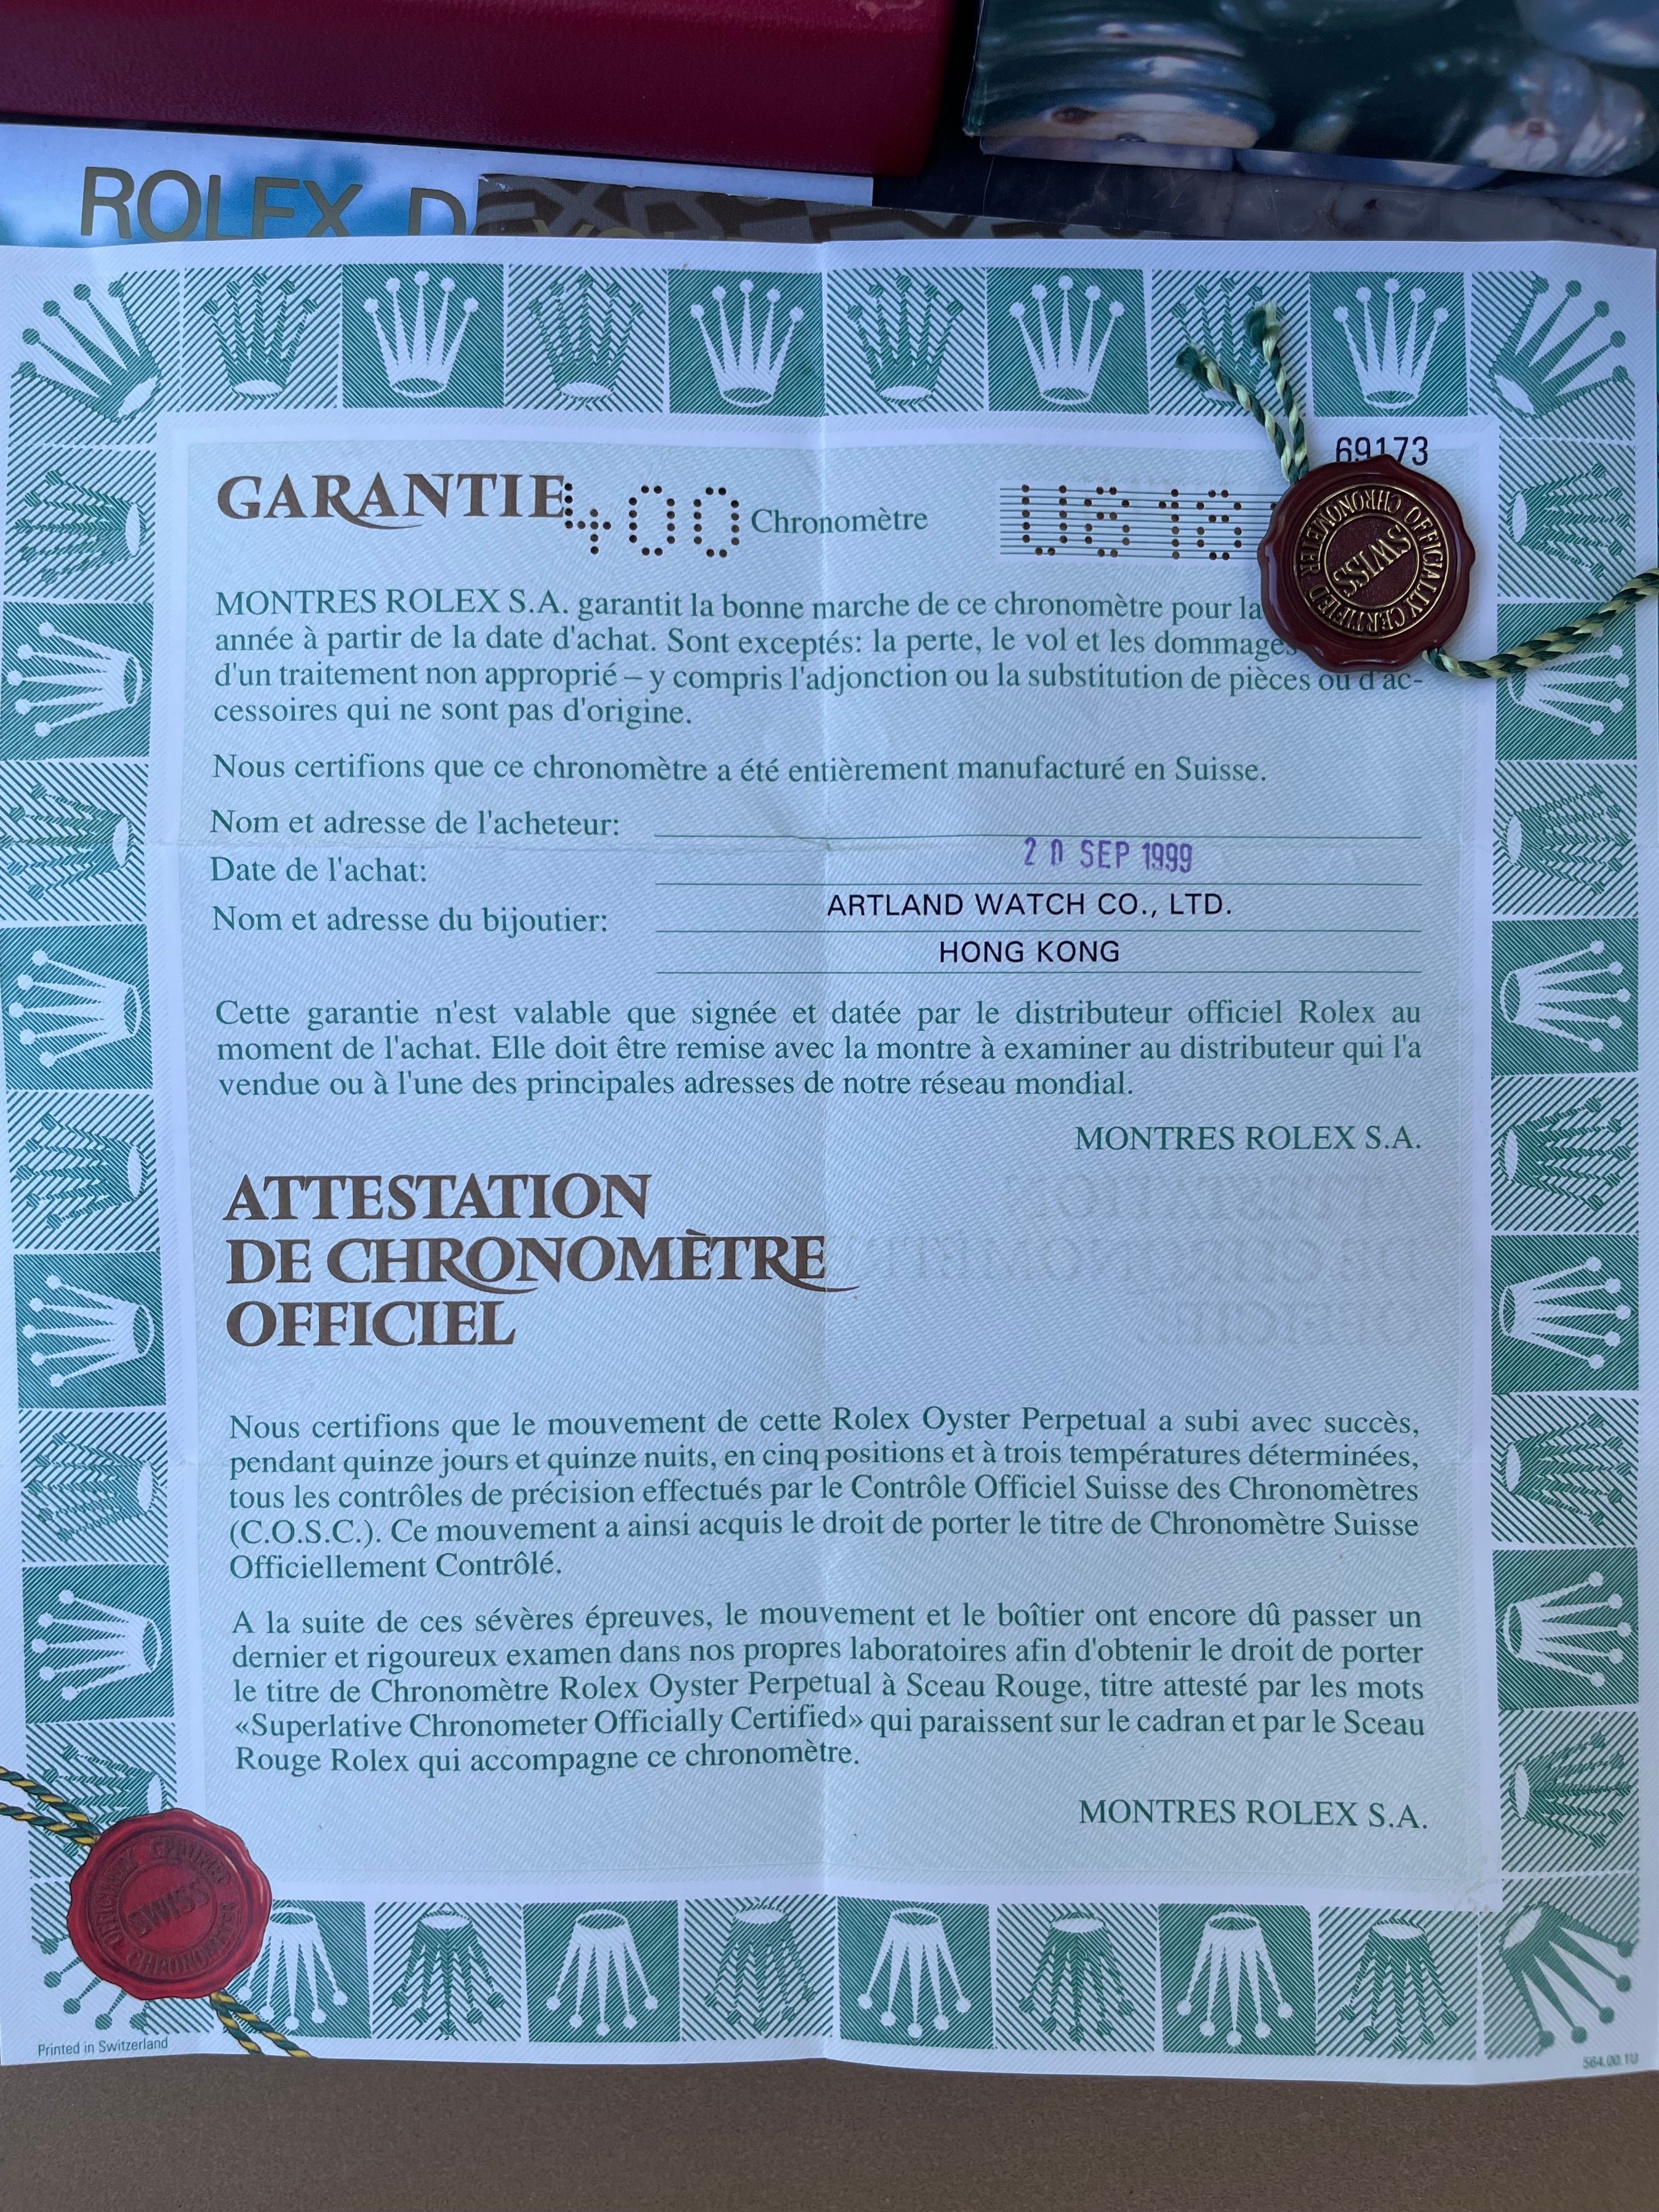 ROLEX D
69173
GARANTIE 400 Chronomètre U818
OFFICIALLY CERTIFIED CHRONOMETER
SWISS
MONTRES ROLEX S.A. garantit la bonne marche de ce chronomètre pour la
année à partir de la date d'achat. Sont exceptés: la perte, le vol et les dommages
d'un traitement non approprié – y compris l'adjonction ou la substitution de pièces ou d'ac-
cessoires qui ne sont pas d'origine.
Nous certifions que ce chronomètre a été entièrement manufacturé en Suisse.
Nom et adresse de l'acheteur:
Date de l'achat: 20 SEP 1999
Nom et adresse du bijoutier: ARTLAND WATCH CO., LTD.
HONG KONG
Cette garantie n'est valable que signée et datée par le distributeur officiel Rolex au
moment de l'achat. Elle doit être remise avec la montre à examiner au distributeur qui l'a
vendue ou à l'une des principales adresses de notre réseau mondial.
MONTRES ROLEX S.A.
ATTESTATION
DE CHRONOMÈTRE
OFFICIEL
Nous certifions que le mouvement de cette Rolex Oyster Perpetual a subi avec succès,
pendant quinze jours et quinze nuits, en cinq positions et à trois températures déterminées,
tous les contrôles de précision effectués par le Contrôle Officiel Suisse des Chronomètres
(C.O.S.C.). Ce mouvement a ainsi acquis le droit de porter le titre de Chronomètre Suisse
Officiellement Contrôlé.
A la suite de ces sévères épreuves, le mouvement et le boîtier ont encore dû passer un
dernier et rigoureux examen dans nos propres laboratoires afin d'obtenir le droit de porter
le titre de Chronomètre Rolex Oyster Perpetual à Sceau Rouge, titre attesté par les mots
«Superlative Chronometer Officially Certified» qui paraissent sur le cadran et par le Sceau
Rouge Rolex qui accompagne ce chronomètre.
MONTRES ROLEX S.A.
OFFICIALLY CERTIFIED CHRONOMETER
SWISS
Printed in Switzerland
564.00.1U